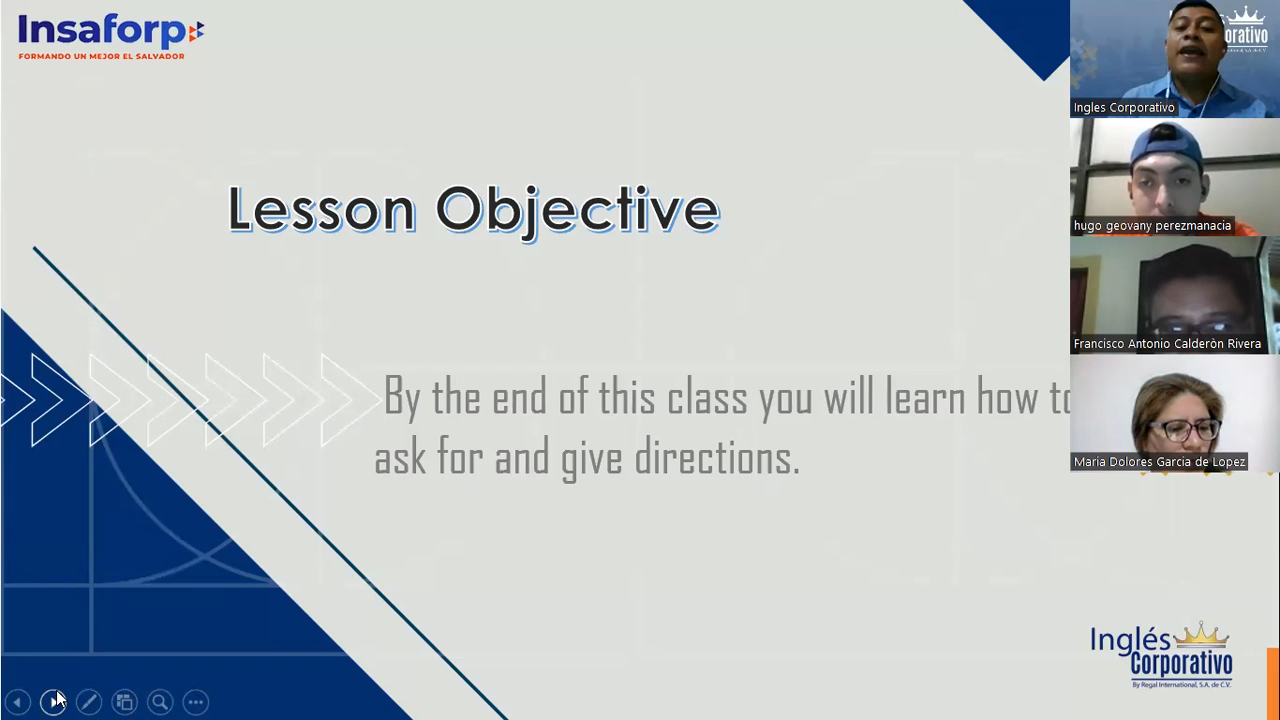 Insaforp
FORMANDO UN MEJOR EL SALVADOR
orativo
Ingles Corporativo
Lesson Objective
hugo geovany perezmanacia
Francisco Antonio Calderòn Rivera
By the end of this class you will learn how to
ask for and give directions.
Maria Dolores Garcia de Lopez
Inglés
Corporativo
By Regal International, S.A. de C.V.